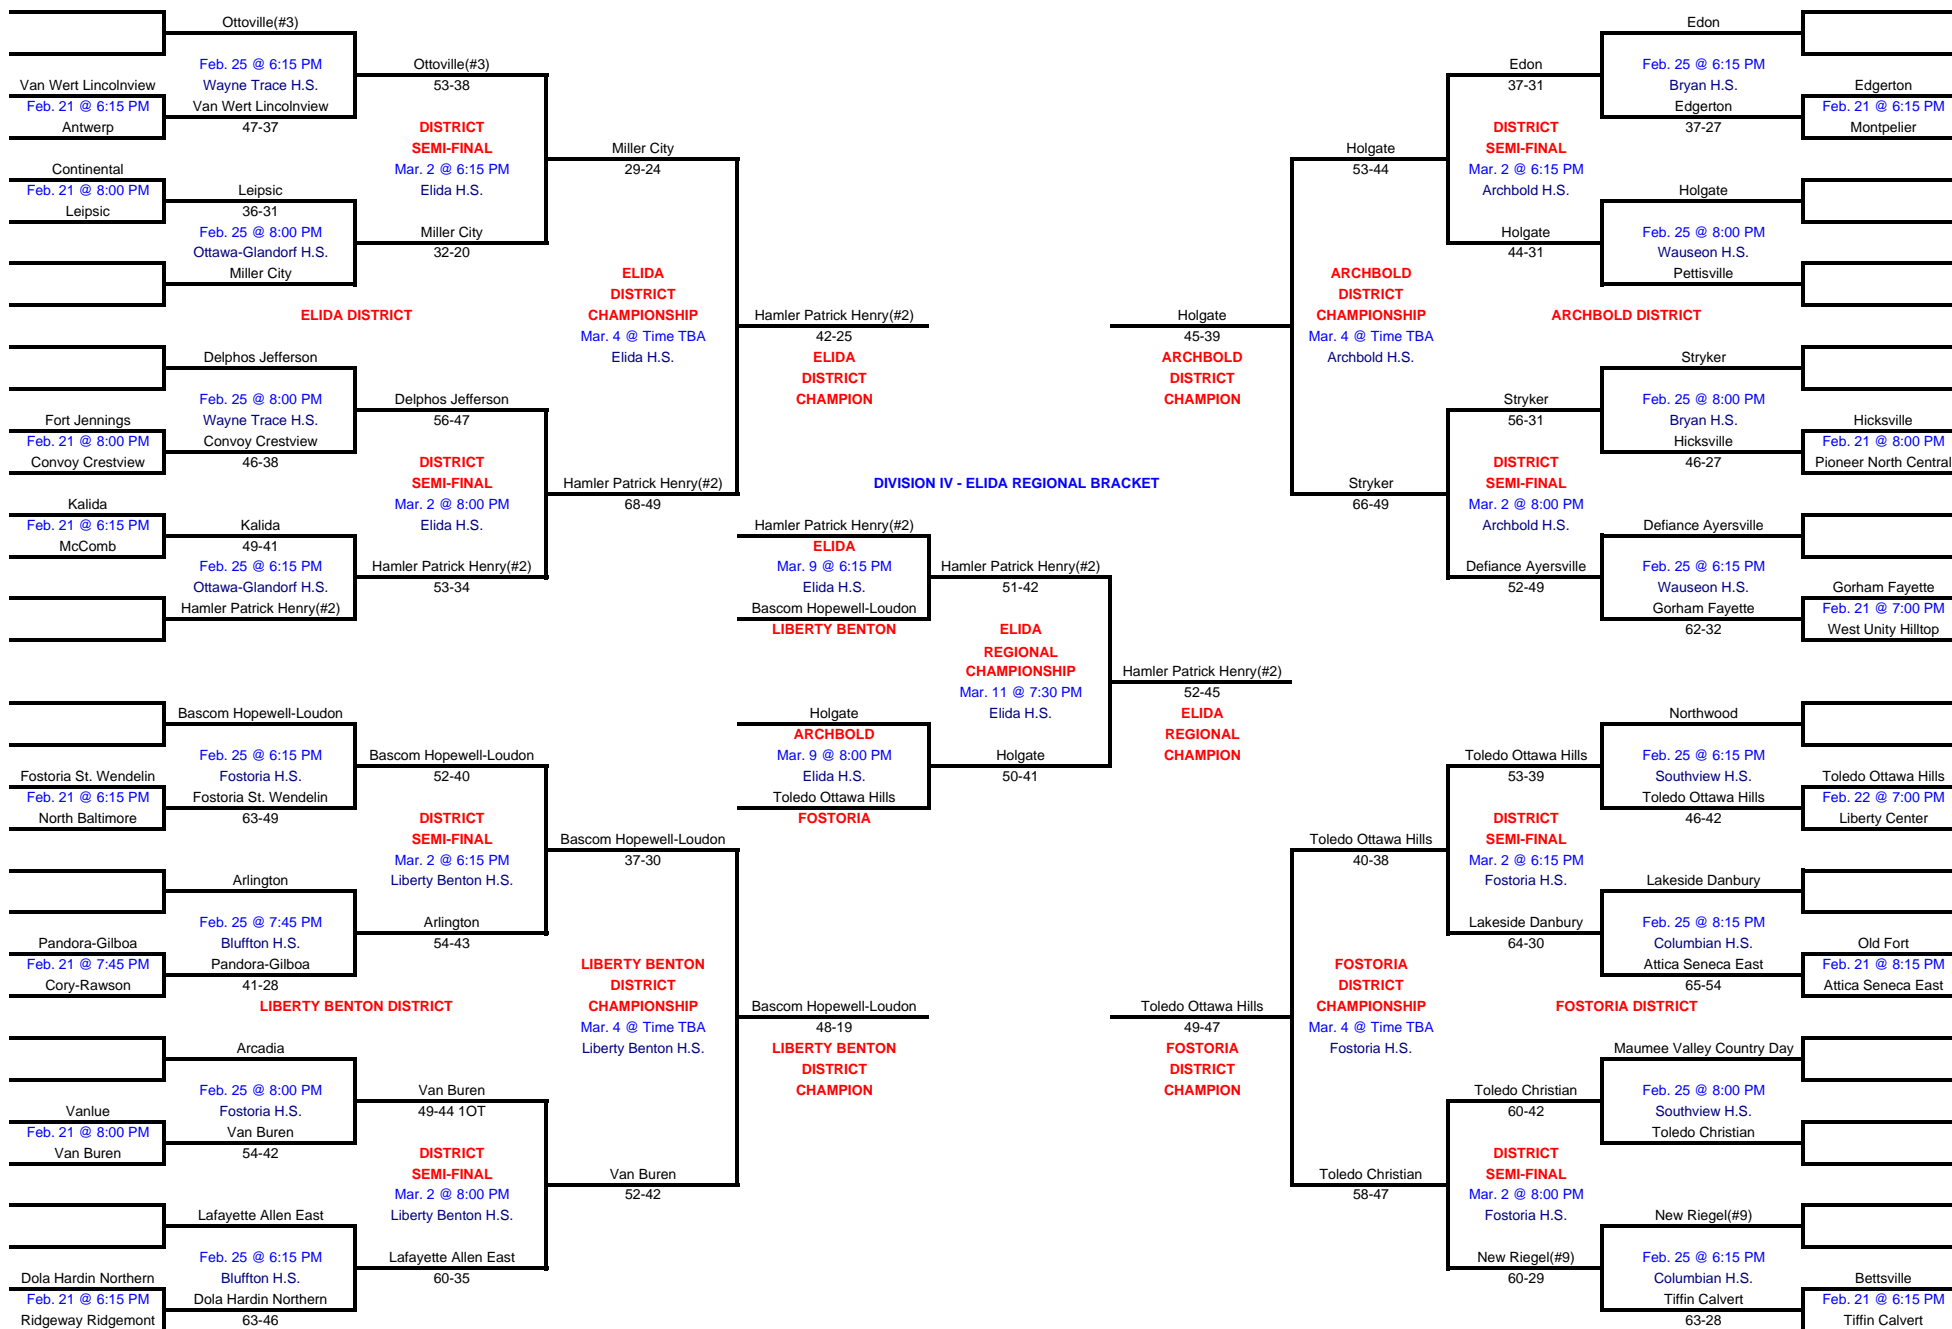 Ottoville(#3)
Feb. 25 @ 6:15 PM
Wayne Trace H.S.
Van Wert Lincolnview
Van Wert Lincolnview
Feb. 21 @ 6:15 PM
Antwerp
47-37
Ottoville(#3)
53-38
DISTRICT
SEMI-FINAL
Mar. 2 @ 6:15 PM
Elida H.S.
Continental
Feb. 21 @ 8:00 PM
Leipsic
Leipsic
36-31
Feb. 25 @ 8:00 PM
Ottawa-Glandorf H.S.
Miller City
Miller City
32-20
Miller City
29-24
ELIDA DISTRICT
ELIDA
DISTRICT
CHAMPIONSHIP
Mar. 4 @ Time TBA
Elida H.S.
Hamler Patrick Henry(#2)
42-25
ELIDA
DISTRICT
CHAMPION
Delphos Jefferson
Feb. 25 @ 8:00 PM
Wayne Trace H.S.
Convoy Crestview
Fort Jennings
Feb. 21 @ 8:00 PM
Convoy Crestview
46-38
Delphos Jefferson
56-47
DISTRICT
SEMI-FINAL
Mar. 2 @ 8:00 PM
Elida H.S.
Kalida
Feb. 21 @ 6:15 PM
McComb
Kalida
49-41
Feb. 25 @ 6:15 PM
Ottawa-Glandorf H.S.
Hamler Patrick Henry(#2)
Hamler Patrick Henry(#2)
53-34
Hamler Patrick Henry(#2)
68-49
Edon
Feb. 25 @ 6:15 PM
Bryan H.S.
Edgerton
37-27
Edgerton
Feb. 21 @ 6:15 PM
Montpelier
Edon
37-31
DISTRICT
SEMI-FINAL
Mar. 2 @ 6:15 PM
Archbold H.S.
Holgate
Feb. 25 @ 8:00 PM
Wauseon H.S.
Pettisville
Holgate
44-31
Holgate
53-44
ARCHBOLD DISTRICT
ARCHBOLD
DISTRICT
CHAMPIONSHIP
Mar. 4 @ Time TBA
Archbold H.S.
Holgate
45-39
ARCHBOLD
DISTRICT
CHAMPION
Stryker
Feb. 25 @ 8:00 PM
Bryan H.S.
Hicksville
46-27
Hicksville
Feb. 21 @ 8:00 PM
Pioneer North Central
Stryker
56-31
DISTRICT
SEMI-FINAL
Mar. 2 @ 8:00 PM
Archbold H.S.
Defiance Ayersville
Feb. 25 @ 6:15 PM
Wauseon H.S.
Gorham Fayette
62-32
Gorham Fayette
Feb. 21 @ 7:00 PM
West Unity Hilltop
Defiance Ayersville
52-49
Stryker
66-49
DIVISION IV - ELIDA REGIONAL BRACKET
Hamler Patrick Henry(#2)
ELIDA
Mar. 9 @ 6:15 PM
Elida H.S.
Bascom Hopewell-Loudon
LIBERTY BENTON
Hamler Patrick Henry(#2)
51-42
ELIDA
REGIONAL
CHAMPIONSHIP
Mar. 11 @ 7:30 PM
Elida H.S.
Hamler Patrick Henry(#2)
52-45
ELIDA
REGIONAL
CHAMPION
Holgate
ARCHBOLD
Mar. 9 @ 8:00 PM
Elida H.S.
Toledo Ottawa Hills
FOSTORIA
Holgate
50-41
Bascom Hopewell-Loudon
Feb. 25 @ 6:15 PM
Fostoria H.S.
Fostoria St. Wendelin
63-49
Fostoria St. Wendelin
Feb. 21 @ 6:15 PM
North Baltimore
Bascom Hopewell-Loudon
52-40
DISTRICT
SEMI-FINAL
Mar. 2 @ 6:15 PM
Liberty Benton H.S.
Arlington
Feb. 25 @ 7:45 PM
Bluffton H.S.
Pandora-Gilboa
41-28
Pandora-Gilboa
Feb. 21 @ 7:45 PM
Cory-Rawson
Arlington
54-43
Bascom Hopewell-Loudon
37-30
LIBERTY BENTON DISTRICT
LIBERTY BENTON
DISTRICT
CHAMPIONSHIP
Mar. 4 @ Time TBA
Liberty Benton H.S.
Bascom Hopewell-Loudon
48-19
LIBERTY BENTON
DISTRICT
CHAMPION
Arcadia
Feb. 25 @ 8:00 PM
Fostoria H.S.
Van Buren
54-42
Vanlue
Feb. 21 @ 8:00 PM
Van Buren
Van Buren
49-44 1OT
DISTRICT
SEMI-FINAL
Mar. 2 @ 8:00 PM
Liberty Benton H.S.
Lafayette Allen East
Feb. 25 @ 6:15 PM
Bluffton H.S.
Dola Hardin Northern
63-46
Dola Hardin Northern
Feb. 21 @ 6:15 PM
Ridgeway Ridgemont
Lafayette Allen East
60-35
Van Buren
52-42
Northwood
Feb. 25 @ 6:15 PM
Southview H.S.
Toledo Ottawa Hills
46-42
Toledo Ottawa Hills
Feb. 22 @ 7:00 PM
Liberty Center
Toledo Ottawa Hills
53-39
DISTRICT
SEMI-FINAL
Mar. 2 @ 6:15 PM
Fostoria H.S.
Lakeside Danbury
Feb. 25 @ 8:15 PM
Columbian H.S.
Attica Seneca East
65-54
Old Fort
Feb. 21 @ 8:15 PM
Attica Seneca East
Lakeside Danbury
64-30
Toledo Ottawa Hills
40-38
FOSTORIA DISTRICT
FOSTORIA
DISTRICT
CHAMPIONSHIP
Mar. 4 @ Time TBA
Fostoria H.S.
Toledo Ottawa Hills
49-47
FOSTORIA
DISTRICT
CHAMPION
Maumee Valley Country Day
Feb. 25 @ 8:00 PM
Southview H.S.
Toledo Christian
Toledo Christian
60-42
DISTRICT
SEMI-FINAL
Mar. 2 @ 8:00 PM
Fostoria H.S.
New Riegel(#9)
Feb. 25 @ 6:15 PM
Columbian H.S.
Tiffin Calvert
63-28
Bettsville
Feb. 21 @ 6:15 PM
Tiffin Calvert
New Riegel(#9)
60-29
Toledo Christian
58-47